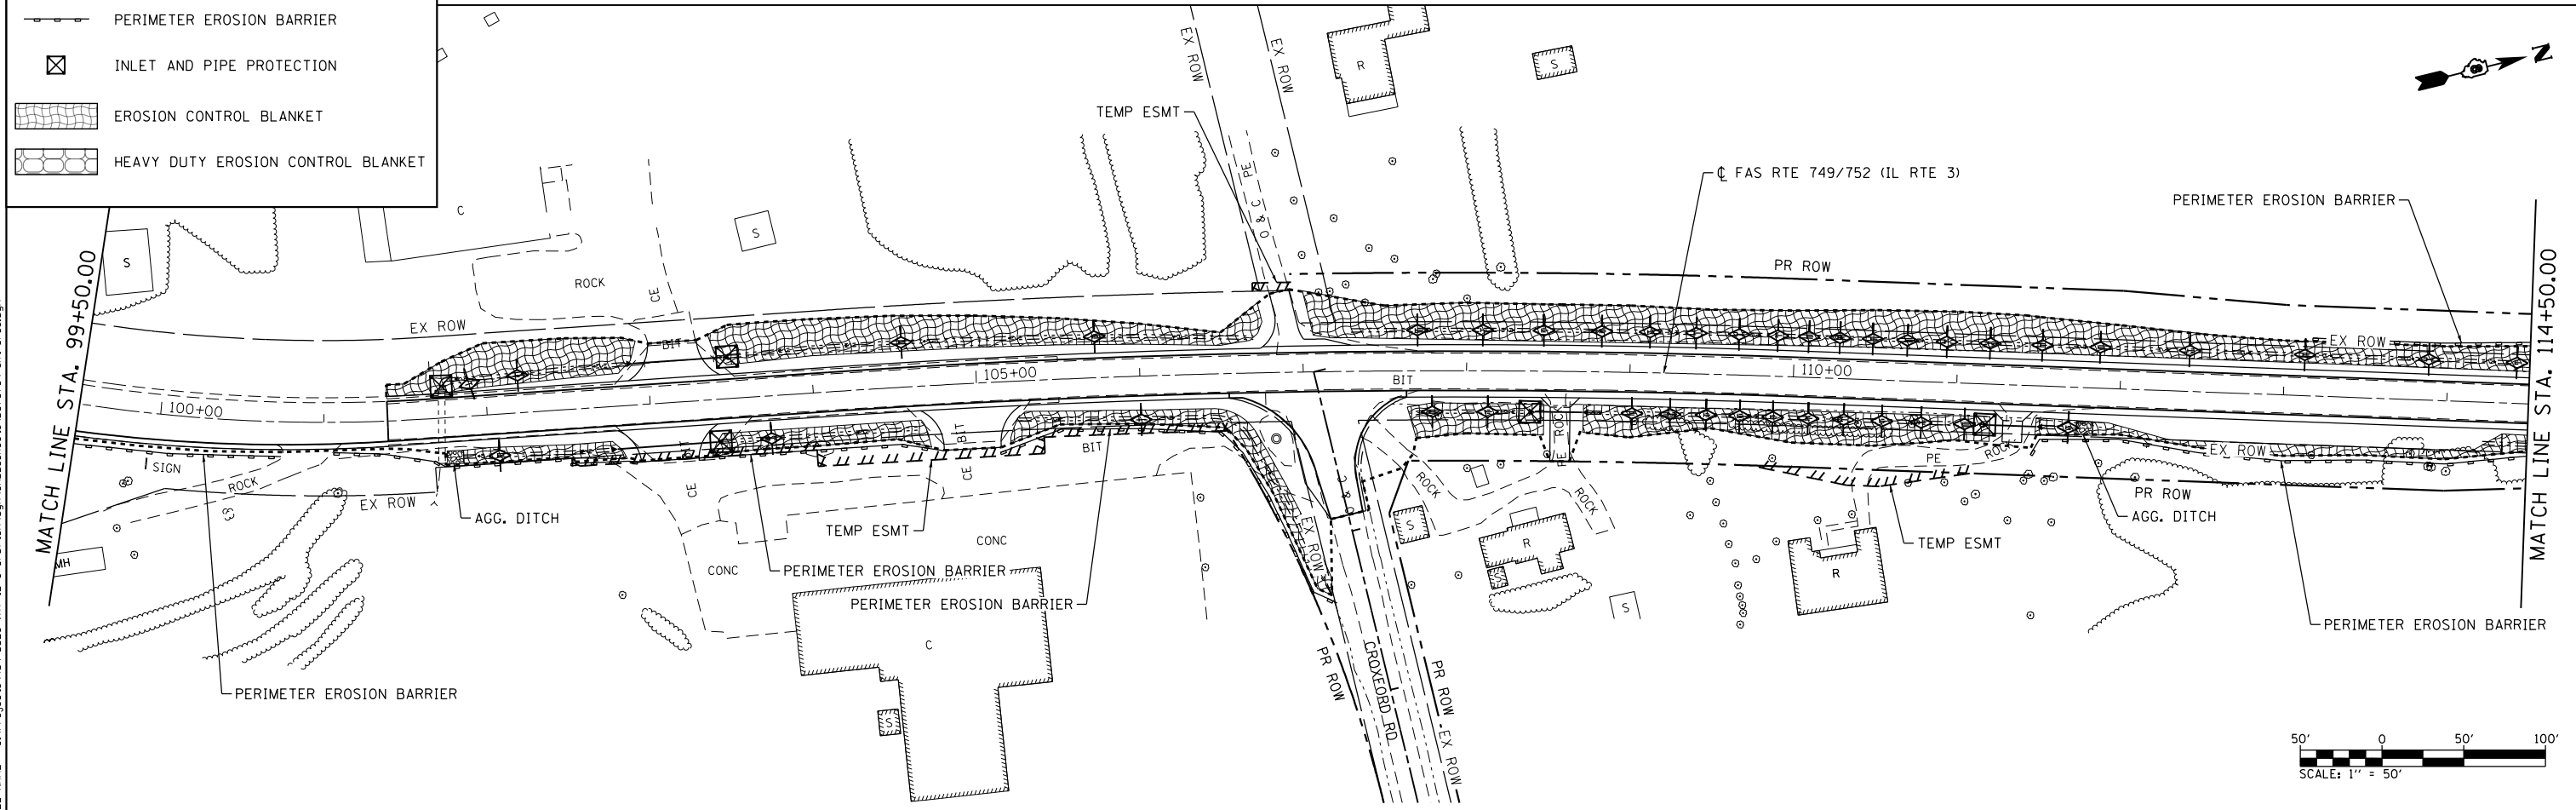 PERIMETER EROSION BARRIER
INLET AND PIPE PROTECTION
EROSION CONTROL BLANKET
HEAVY DUTY EROSION CONTROL BLANKET
EX ROW
EX ROW
R
S
N
TEMP ESMT
PE
O & C
℄ FAS RTE 749/752 (IL RTE 3)
PERIMETER EROSION BARRIER
C
S
S
ROCK
CE
PR ROW
MATCH LINE STA. 99+50.00
MATCH LINE STA. 114+50.00
EX ROW
BIT
EX ROW
100+00
105+00
110+00
BIT
SIGN
ROCK
CE
EX ROW
AGG. DITCH
BIT
CE
BIT
CE
BIT
TEMP ESMT
CONC
CONC
PERIMETER EROSION BARRIER
PERIMETER EROSION BARRIER
PERIMETER EROSION BARRIER
C
S
EX ROW
O & C
ROCK
PE
ROCK
ROCK
S
R
S
S
PE
ROCK
R
TEMP ESMT
EX ROW
PR ROW
AGG. DITCH
PERIMETER EROSION BARRIER
MH
PR ROW
CROXFORD RD
PR ROW
EX ROW
50' 0 50' 100'
SCALE: 1" = 50'